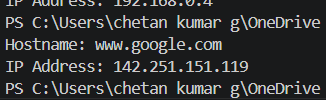 IP Address: 192.168.0.4
PS C:\Users\chetan kumar g\OneDrive
Hostname: www.google.com
IP Address: 142.251.151.119
PS C:\Users\chetan kumar g\OneDrive